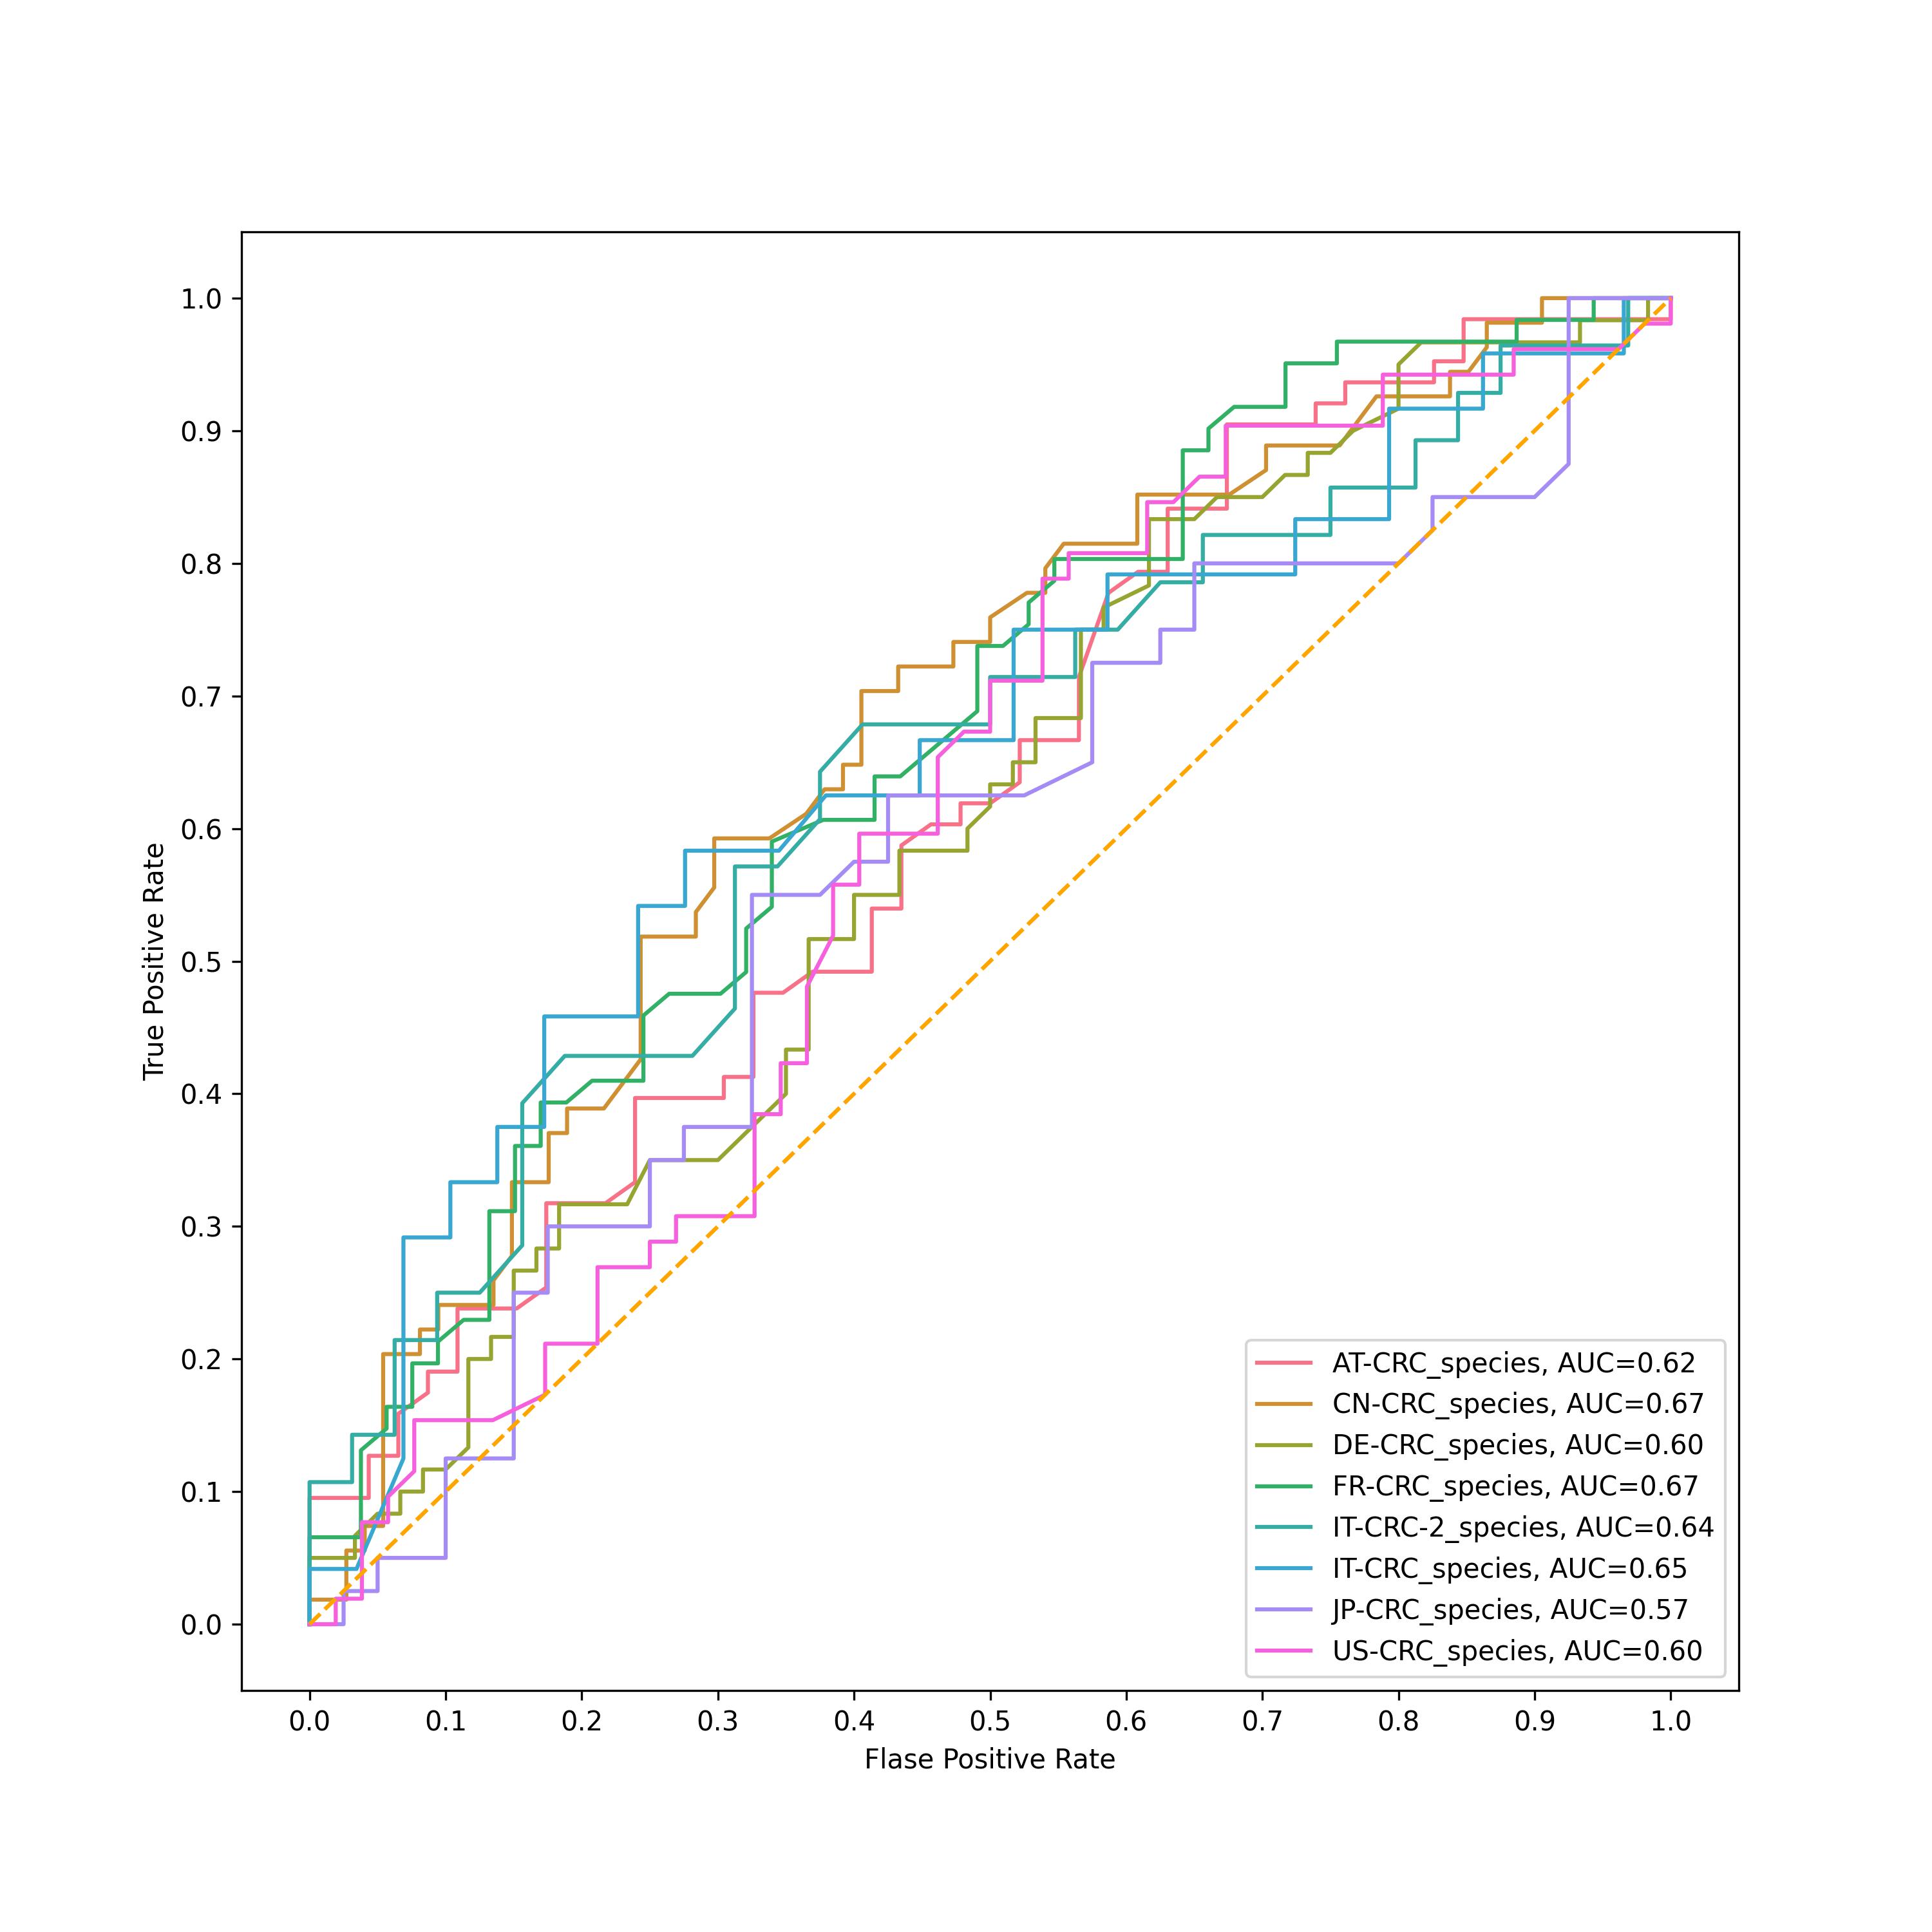 1.0
0.9
0.8
0.7
0.6
0.5
0.4
0.3
0.2
0.1
0.0
True Positive Rate
AT-CRC_species, AUC=0.62
CN-CRC_species, AUC=0.67
DE-CRC_species, AUC=0.60
FR-CRC_species, AUC=0.67
IT-CRC-2_species, AUC=0.64
IT-CRC_species, AUC=0.65
JP-CRC_species, AUC=0.57
US-CRC_species, AUC=0.60
0.0 0.1 0.2 0.3 0.4 0.5 0.6 0.7 0.8 0.9 1.0
Flase Positive Rate